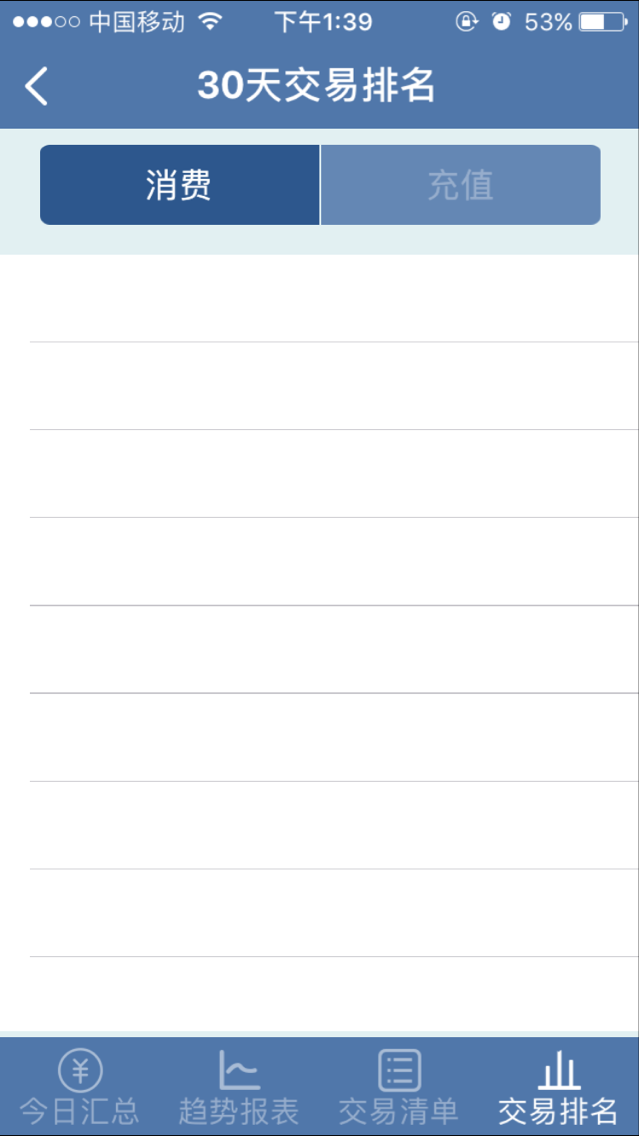 中国移动 下午1:39 53%
30天交易排名
消费 充值
¥
今日汇总 趋势报表 交易清单 交易排名